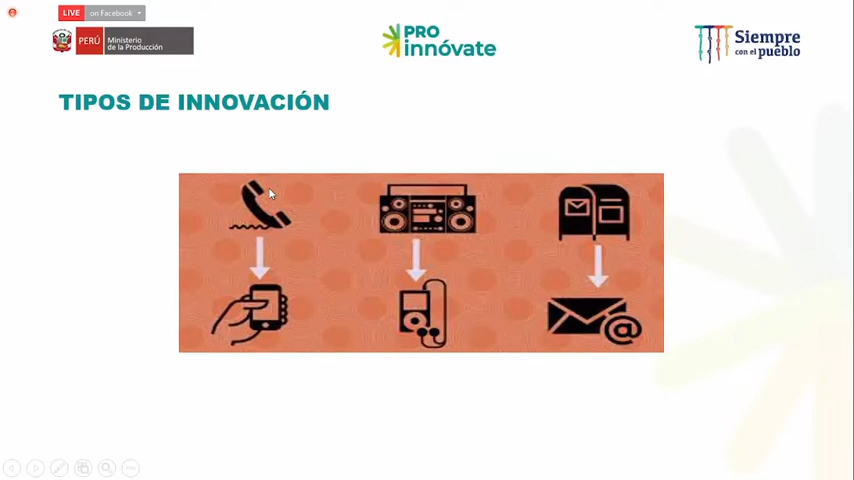 LIVE on Facebook
PERÚ
Ministerio
de la Producción
PRO
innóvate
Siempre
con el pueblo
TIPOS DE INNOVACIÓN
@